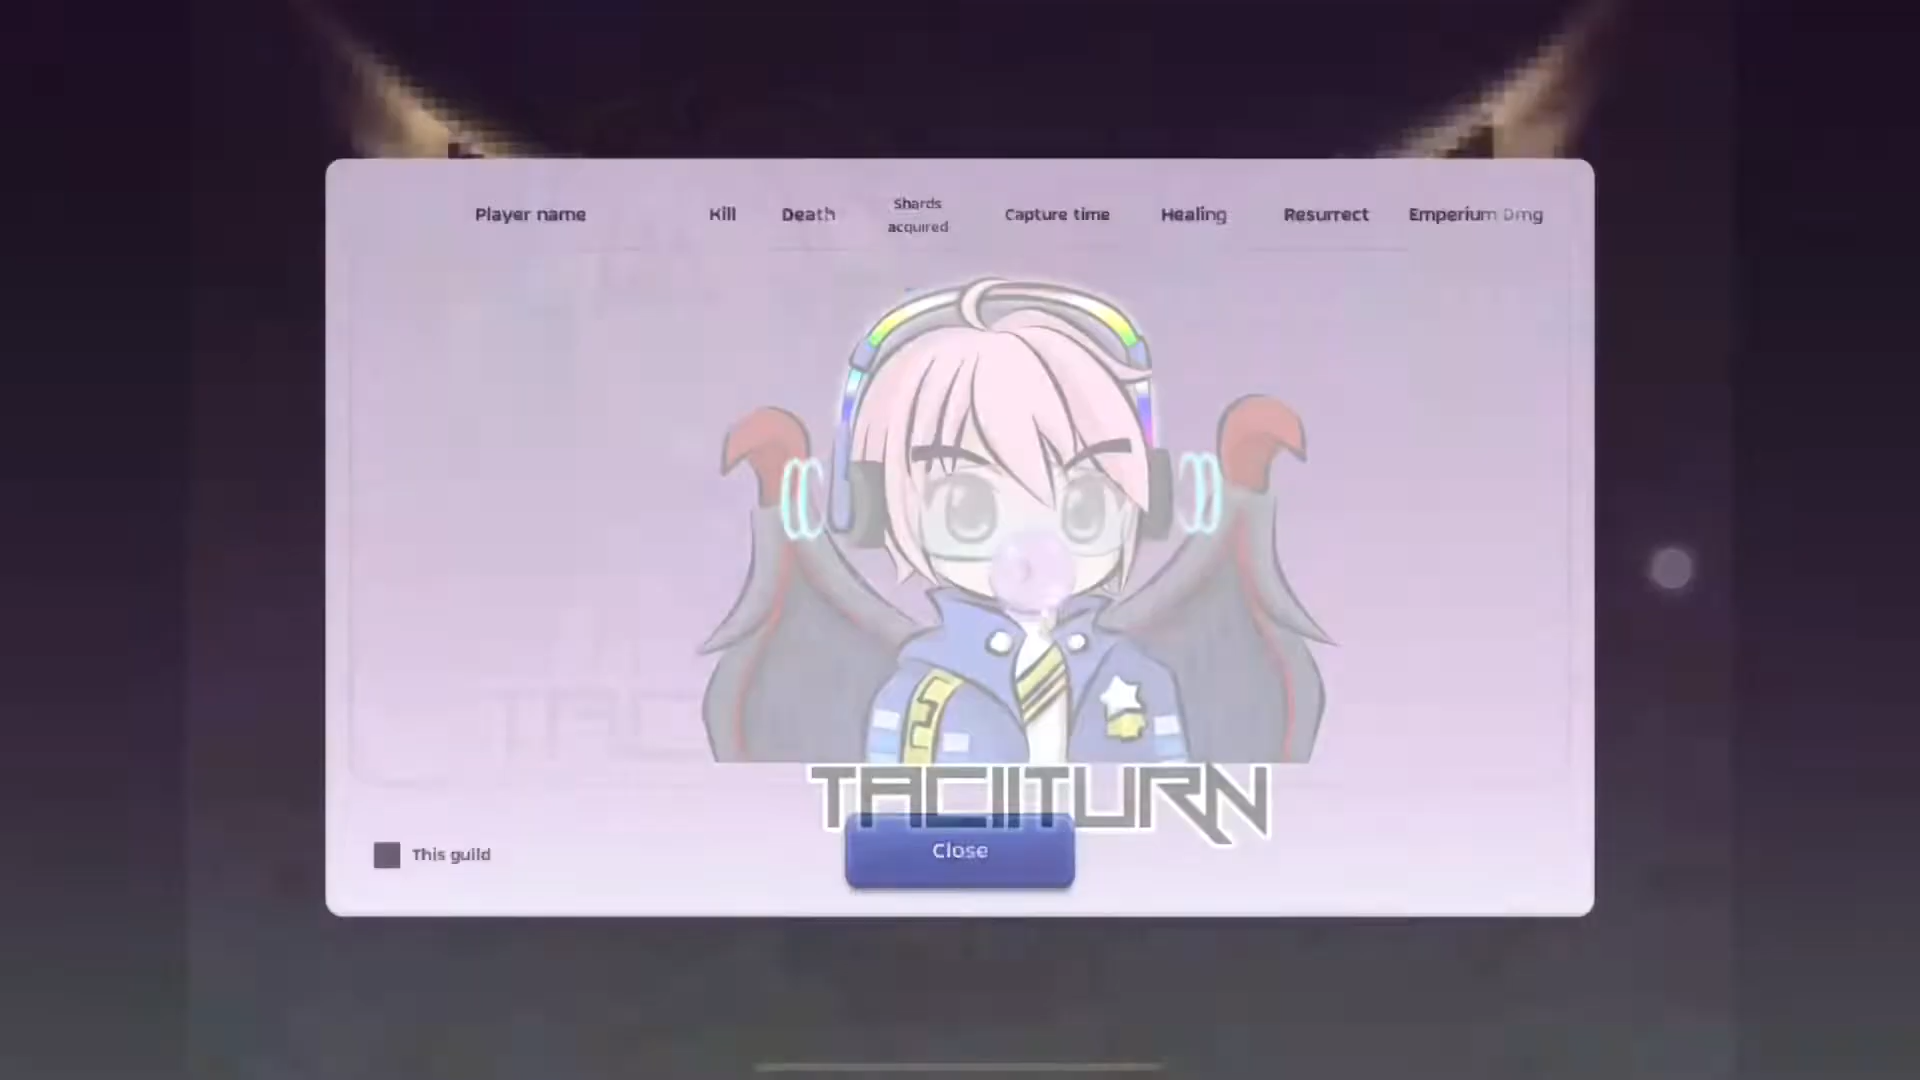 Player name Kill Death Shards acquired Capture time Healing Resurrect Emperium Dmg
TACIITURN
This guild
Close